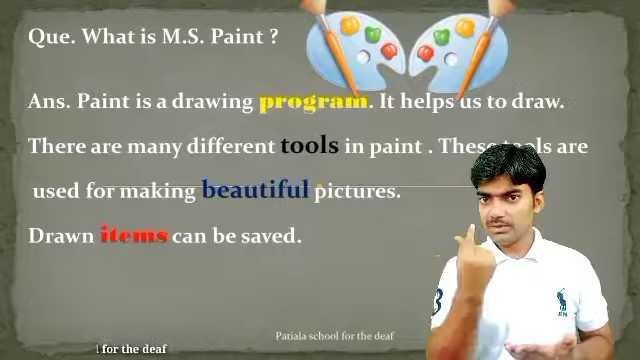 Que. What is M.S. Paint ?
Ans. Paint is a drawing program. It helps us to draw.
There are many different tools in paint . These tools are
used for making beautiful pictures.
Drawn items can be saved.
Patiala school for the deaf
l for the deaf